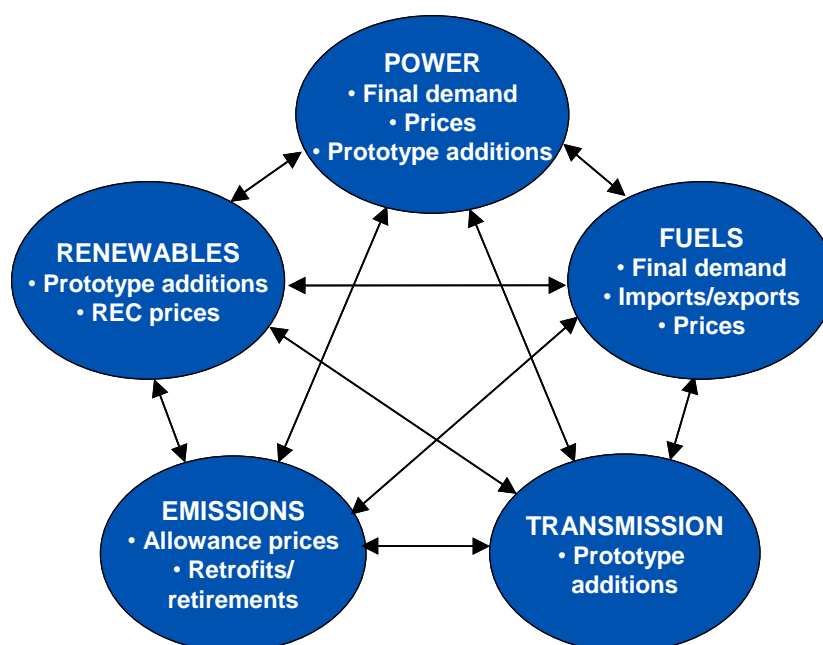 POWER
• Final demand
• Prices
• Prototype additions
RENEWABLES
• Prototype additions
• REC prices
FUELS
• Final demand
• Imports/exports
• Prices
EMISSIONS
• Allowance prices
• Retrofits/
retirements
TRANSMISSION
• Prototype
additions